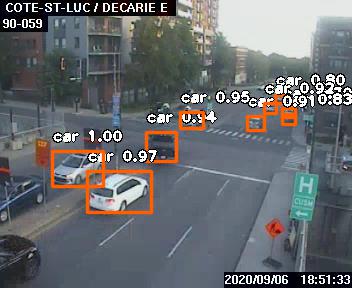 COTE-ST-LUC / DECARIE E
90-059
car 0.80
car 0.92
car 0.91
0.83
car 0.95
car 0.94
car 1.00
car 0.97
H
CUSM
2020/09/06 18:51:33